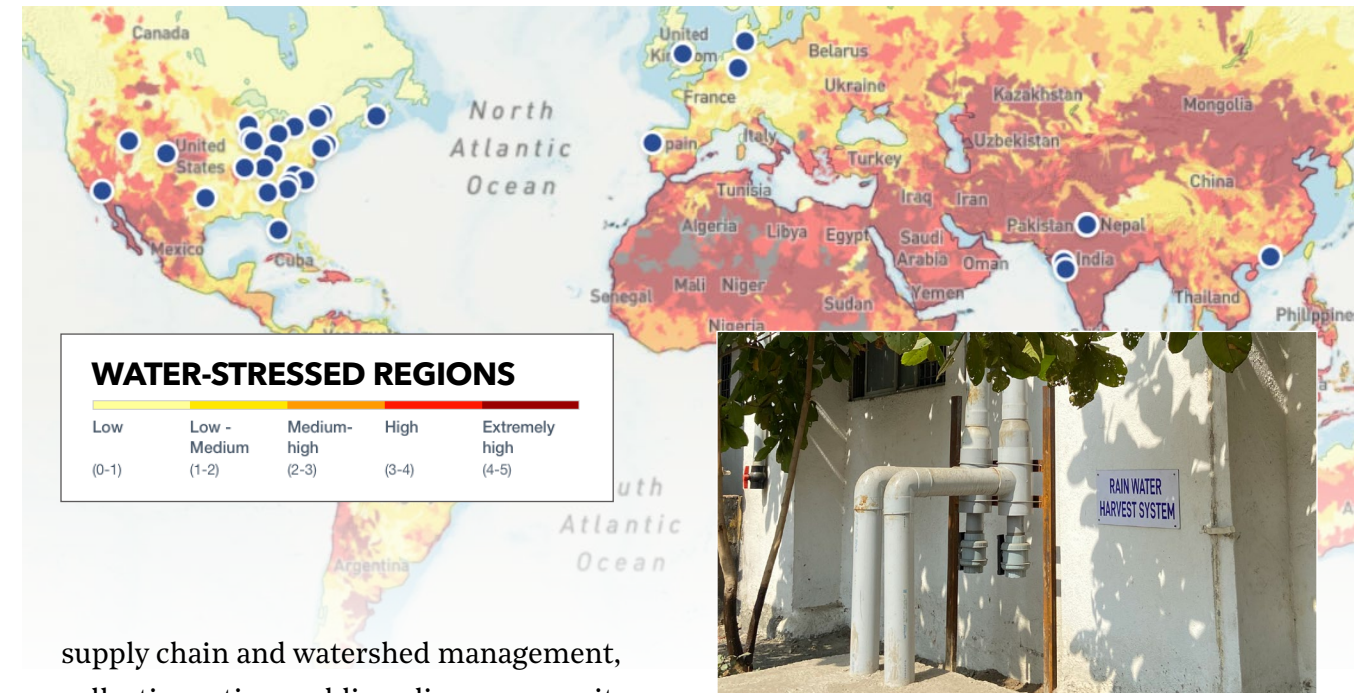 Canada
United
Kingdom
Belarus
Ukraine
France
Kazakhstan
Mongolia
North
Atlantic
Ocean
United
States
Spain
Italy
Uzbekistan
Turkey
China
Tunisia
Iraq
Iran
Algeria
Libya
Egypt
Pakistan
Nepal
Mexico
Cuba
Saudi
Arabia
Oman
India
Mali
Niger
Yemen
Senegal
Sudan
Thailand
Philippine
Nigeria
WATER-STRESSED REGIONS
Low
Low -
Medium
Medium-
high
High
Extremely
high
(0-1)
(1-2)
(2-3)
(3-4)
(4-5)
RAIN WATER
HARVEST SYSTEM
uth
Atlantic
Ocean
Argentina
supply chain and watershed management,